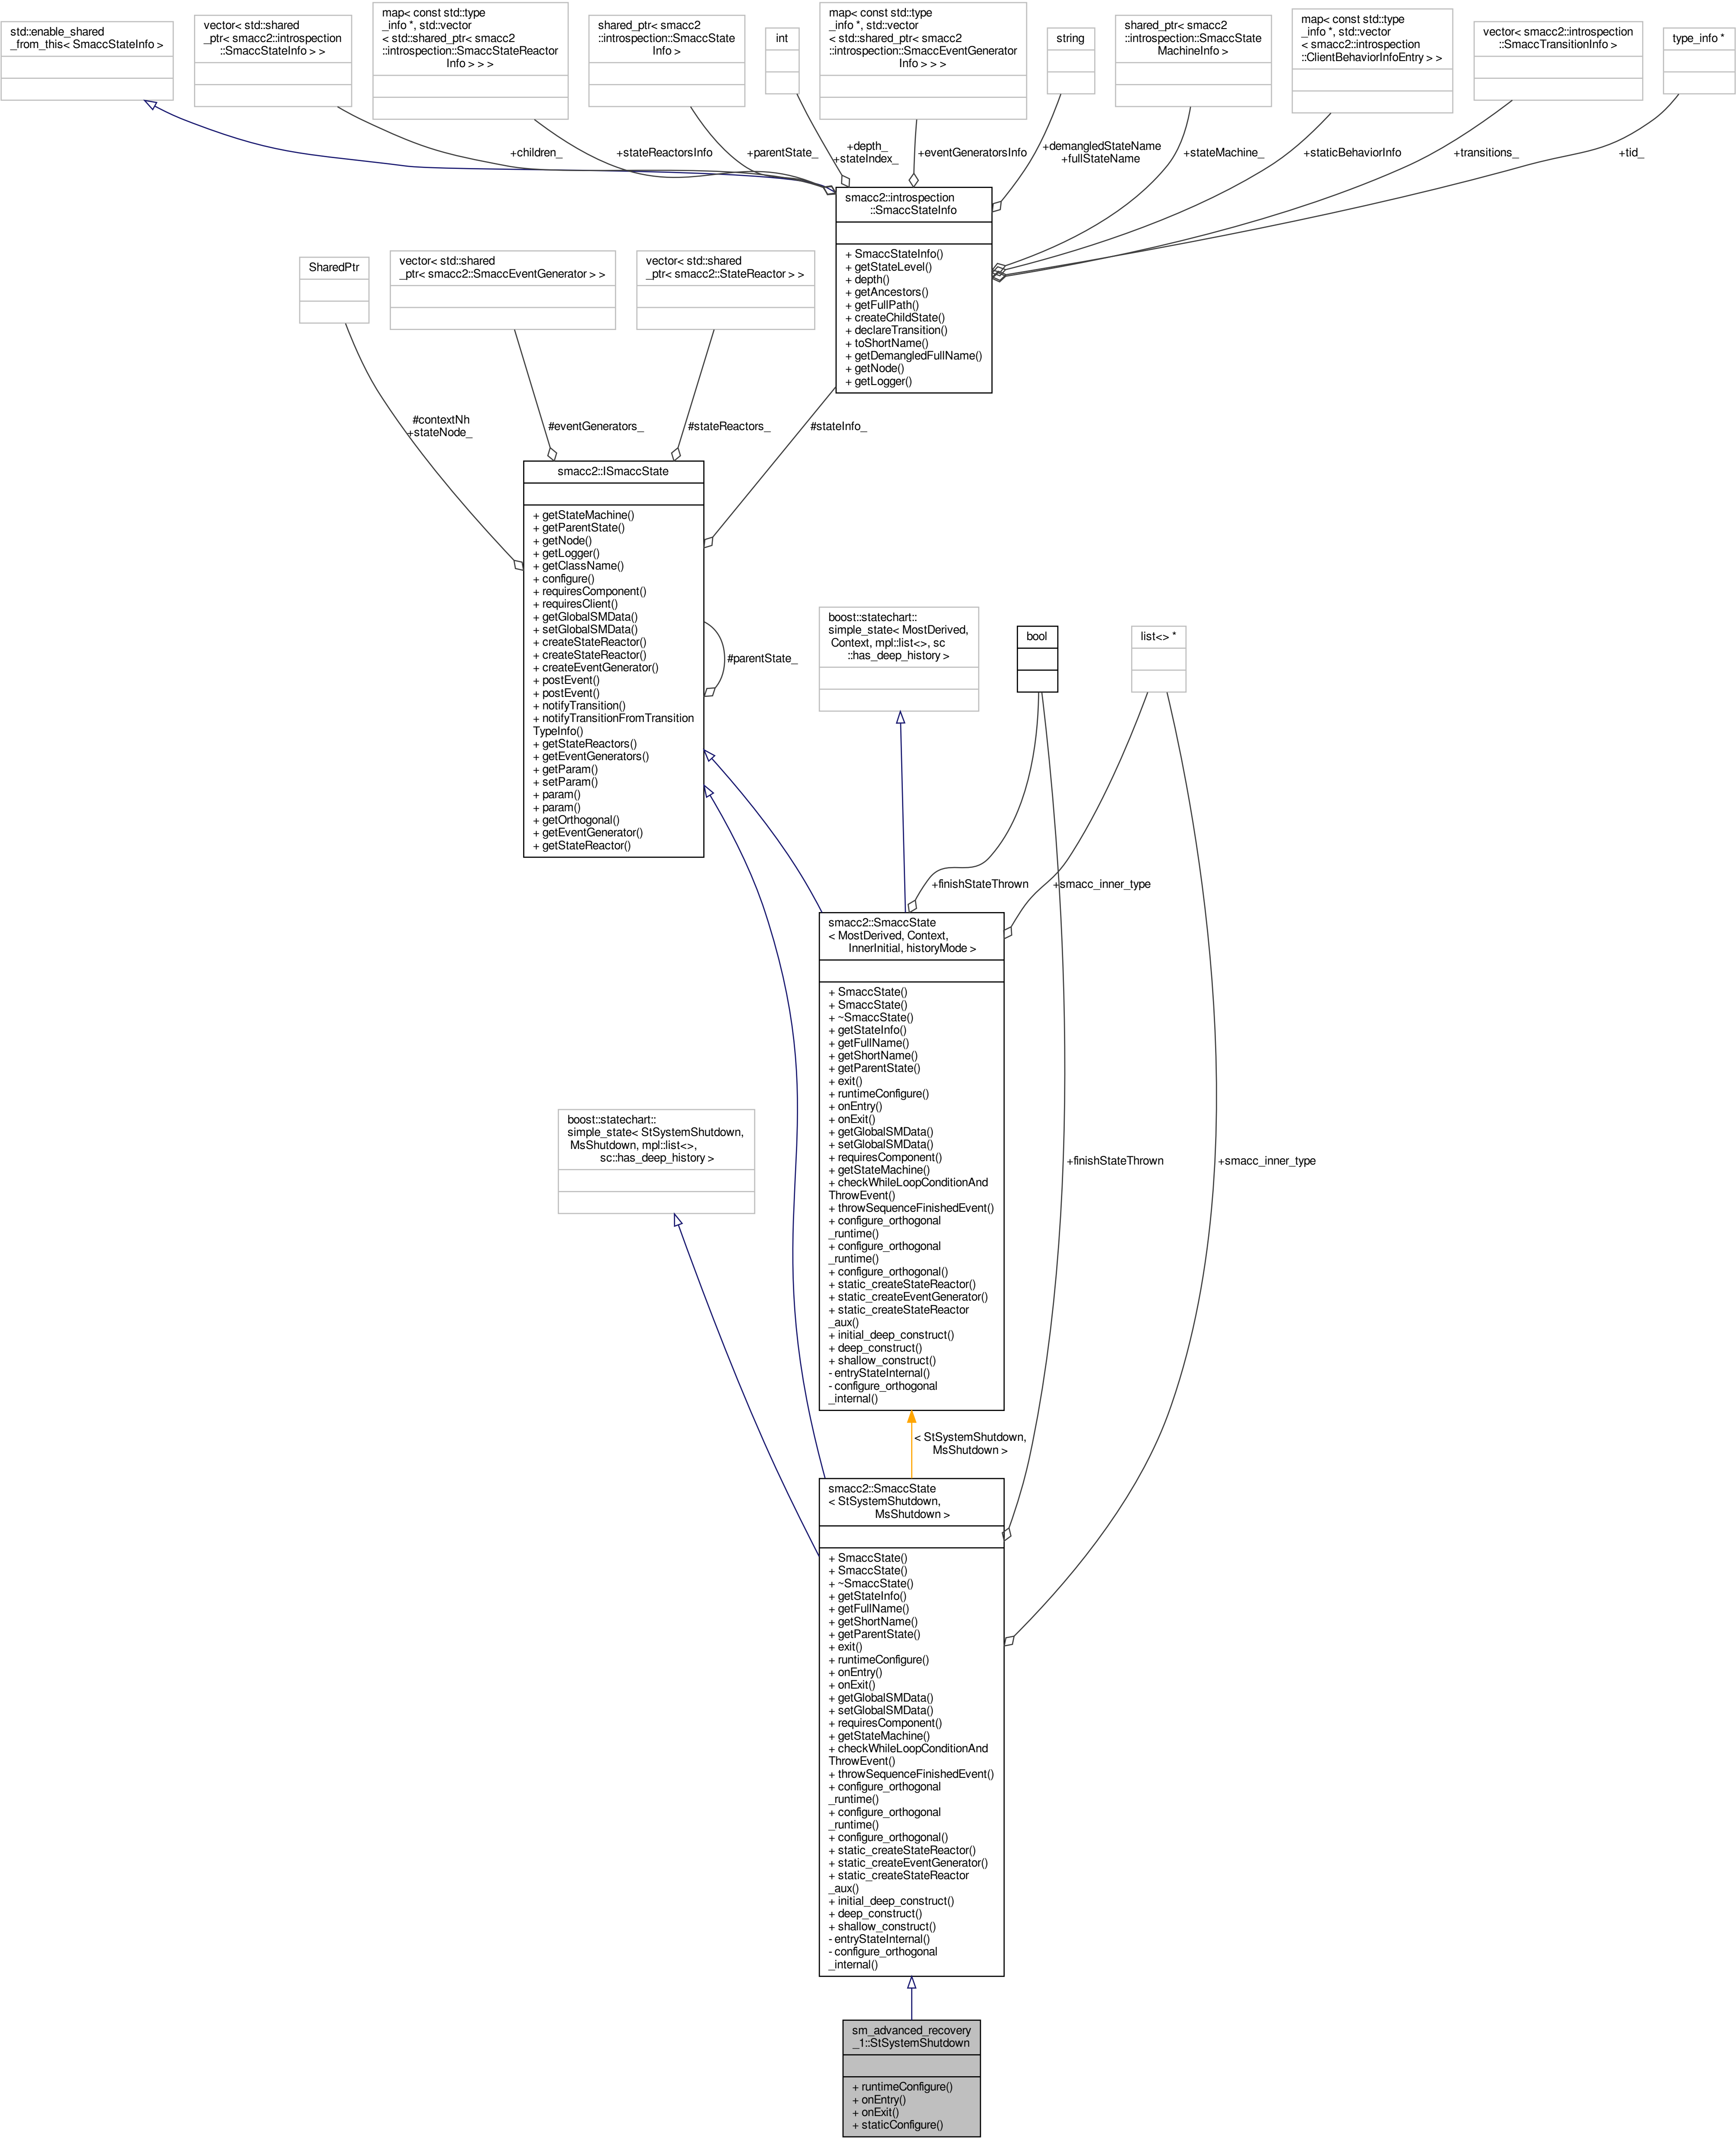 std::enable_shared
_from_this< SmaccStateInfo >
vector< std::shared
_ptr< smacc2::introspection
::SmaccStateInfo > >
map< const std::type
_info *, std::vector
< std::shared_ptr< smacc2
::introspection::SmaccStateReactor
Info > > >
shared_ptr< smacc2
::introspection::SmaccState
Info >
int
map< const std::type
_info *, std::vector
< std::shared_ptr< smacc2
::introspection::SmaccEventGenerator
Info > > >
string
shared_ptr< smacc2
::introspection::SmaccState
MachineInfo >
map< const std::type
_info *, std::vector
< smacc2::introspection
::ClientBehaviorInfoEntry > >
vector< smacc2::introspection
::SmaccTransitionInfo >
type_info *
+children_
+stateReactorsInfo
+parentState_
+depth_
+stateIndex_
+eventGeneratorsInfo
+demangledStateName
+fullStateName
+stateMachine_
+staticBehaviorInfo
+transitions_
+tid_
smacc2::introspection
::SmaccStateInfo
+ SmaccStateInfo()
+ getStateLevel()
+ depth()
+ getAncestors()
+ getFullPath()
+ createChildState()
+ declareTransition()
+ toShortName()
+ getDemangledFullName()
+ getNode()
+ getLogger()
SharedPtr
vector< std::shared
_ptr< smacc2::SmaccEventGenerator > >
vector< std::shared
_ptr< smacc2::StateReactor > >
#contextNh
+stateNode_
#eventGenerators_
#stateReactors_
#stateInfo_
smacc2::ISmaccState
+ getStateMachine()
+ getParentState()
+ getNode()
+ getLogger()
+ getClassName()
+ configure()
+ requiresComponent()
+ requiresClient()
+ getGlobalSMData()
+ setGlobalSMData()
+ createStateReactor()
+ createStateReactor()
+ createEventGenerator()
+ postEvent()
+ postEvent()
+ notifyTransition()
+ notifyTransitionFromTransition
TypeInfo()
+ getStateReactors()
+ getEventGenerators()
+ getParam()
+ setParam()
+ param()
+ param()
+ getOrthogonal()
+ getEventGenerator()
+ getStateReactor()
#parentState_
boost::statechart::
simple_state< MostDerived,
Context, mpl::list<>, sc
::has_deep_history >
bool
list<> *
+finishStateThrown
+smacc_inner_type
smacc2::SmaccState
< MostDerived, Context,
InnerInitial, historyMode >
+ SmaccState()
+ SmaccState()
+ ~SmaccState()
+ getStateInfo()
+ getFullName()
+ getShortName()
+ getParentState()
+ exit()
+ runtimeConfigure()
+ onEntry()
+ onExit()
+ getGlobalSMData()
+ setGlobalSMData()
+ requiresComponent()
+ getStateMachine()
+ checkWhileLoopConditionAnd
ThrowEvent()
+ throwSequenceFinishedEvent()
+ configure_orthogonal
_runtime()
+ configure_orthogonal
_runtime()
+ configure_orthogonal()
+ static_createStateReactor()
+ static_createEventGenerator()
+ static_createStateReactor
_aux()
+ initial_deep_construct()
+ deep_construct()
+ shallow_construct()
- entryStateInternal()
- configure_orthogonal
_internal()
boost::statechart::
simple_state< StSystemShutdown,
MsShutdown, mpl::list<>,
sc::has_deep_history >
+finishStateThrown
+smacc_inner_type
< StSystemShutdown,
MsShutdown >
smacc2::SmaccState
< StSystemShutdown,
MsShutdown >
+ SmaccState()
+ SmaccState()
+ ~SmaccState()
+ getStateInfo()
+ getFullName()
+ getShortName()
+ getParentState()
+ exit()
+ runtimeConfigure()
+ onEntry()
+ onExit()
+ getGlobalSMData()
+ setGlobalSMData()
+ requiresComponent()
+ getStateMachine()
+ checkWhileLoopConditionAnd
ThrowEvent()
+ throwSequenceFinishedEvent()
+ configure_orthogonal
_runtime()
+ configure_orthogonal
_runtime()
+ configure_orthogonal()
+ static_createStateReactor()
+ static_createEventGenerator()
+ static_createStateReactor
_aux()
+ initial_deep_construct()
+ deep_construct()
+ shallow_construct()
- entryStateInternal()
- configure_orthogonal
_internal()
sm_advanced_recovery
_1::StSystemShutdown
+ runtimeConfigure()
+ onEntry()
+ onExit()
+ staticConfigure()